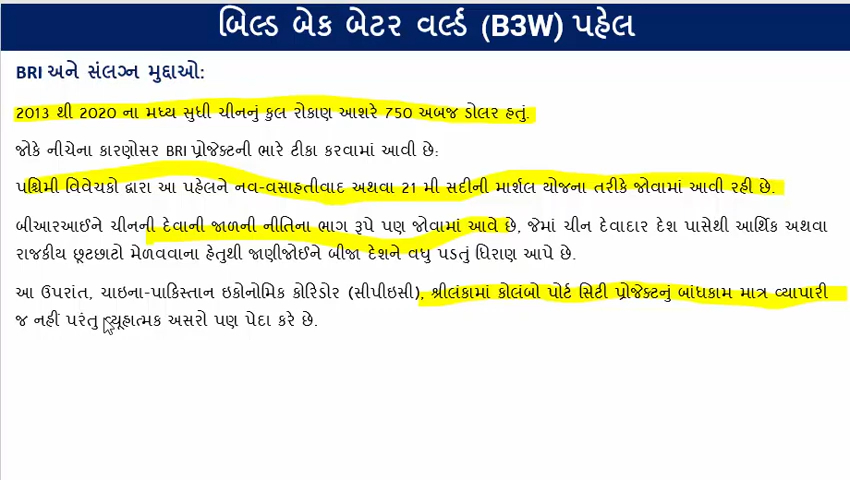 બિલ્ડ બેક બેટર વર્લ્ડ (B3W) પહેલ
BRI અને સંલગ્ન મુદ્દાઓ:
2013 થી 2020 ના મધ્ય સુધી ચીનનું કુલ રોકાણ આશરે 750 અબજ ડોલર હતું.
જોકે નીચેના કારણોસર BRI પ્રોજેક્ટની ભારે ટીકા કરવામાં આવી છે:
પશ્ચિમી વિવેચકો દ્વારા આ પહેલને નવ-વસાહતીવાદ અથવા 21 મી સદીની માર્શલ યોજના તરીકે જોવામાં આવી રહી છે.
બીઆરઆઈને ચીનની દેવાની જાળની નીતિના ભાગ રૂપે પણ જોવામાં આવે છે, જેમાં ચીન દેવાદાર દેશ પાસેથી આર્થિક અથવા
રાજકીય છૂટછાટો મેળવવાના હેતુથી જાણીજોઈને બીજા દેશને વધુ પડતું ધિરાણ આપે છે.
આ ઉપરાંત, ચાઇના-પાકિસ્તાન ઇકોનોમિક કોરિડોર (સીપીઇસી), શ્રીલંકામાં કોલંબો પોર્ટ સિટી પ્રોજેક્ટનું બાંધકામ માત્ર વ્યાપારી
જ નહીં પરંતુ વ્યૂહાત્મક અસરો પણ પેદા કરે છે.